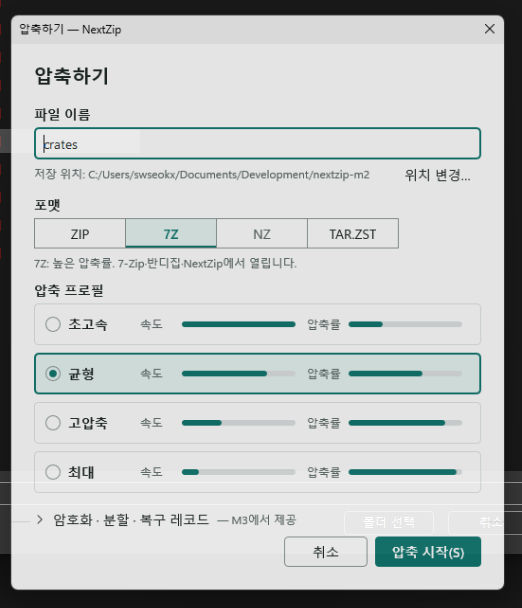 압축하기 — NextZip
압축하기
파일 이름
crates
저장 위치: C:/Users/swseokx/Documents/Development/nextzip-m2 위치 변경...
포맷
ZIP 7Z NZ TAR.ZST
7Z: 높은 압축률. 7-Zip·반디집·NextZip에서 열립니다.
압축 프로필
초고속 속도 압축률
균형 속도 압축률
고압축 속도 압축률
최대 속도 압축률
암호화 · 분할 · 복구 레코드 — M3에서 제공
폴더 선택 취소
취소 압축 시작(S)